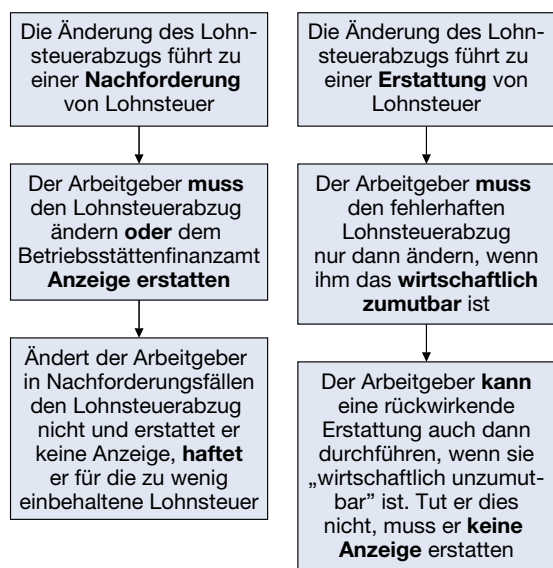 Die Änderung des Lohn-
steuerabzugs führt zu
einer Nachforderung
von Lohnsteuer
Der Arbeitgeber muss
den Lohnsteuerabzug
ändern oder dem
Betriebsstättenfinanzamt
Anzeige erstatten
Ändert der Arbeitgeber
in Nachforderungsfällen
den Lohnsteuerabzug
nicht und erstattet er
keine Anzeige, haftet
er für die zu wenig
einbehaltene Lohnsteuer
Die Änderung des Lohn-
steuerabzugs führt zu
einer Erstattung von
Lohnsteuer
Der Arbeitgeber muss
den fehlerhaften
Lohnsteuerabzug
nur dann ändern, wenn
ihm das wirtschaftlich
zumutbar ist
Der Arbeitgeber kann
eine rückwirkende
Erstattung auch dann
durchführen, wenn sie
„wirtschaftlich unzumut-
bar” ist. Tut er dies
nicht, muss er keine
Anzeige erstatten